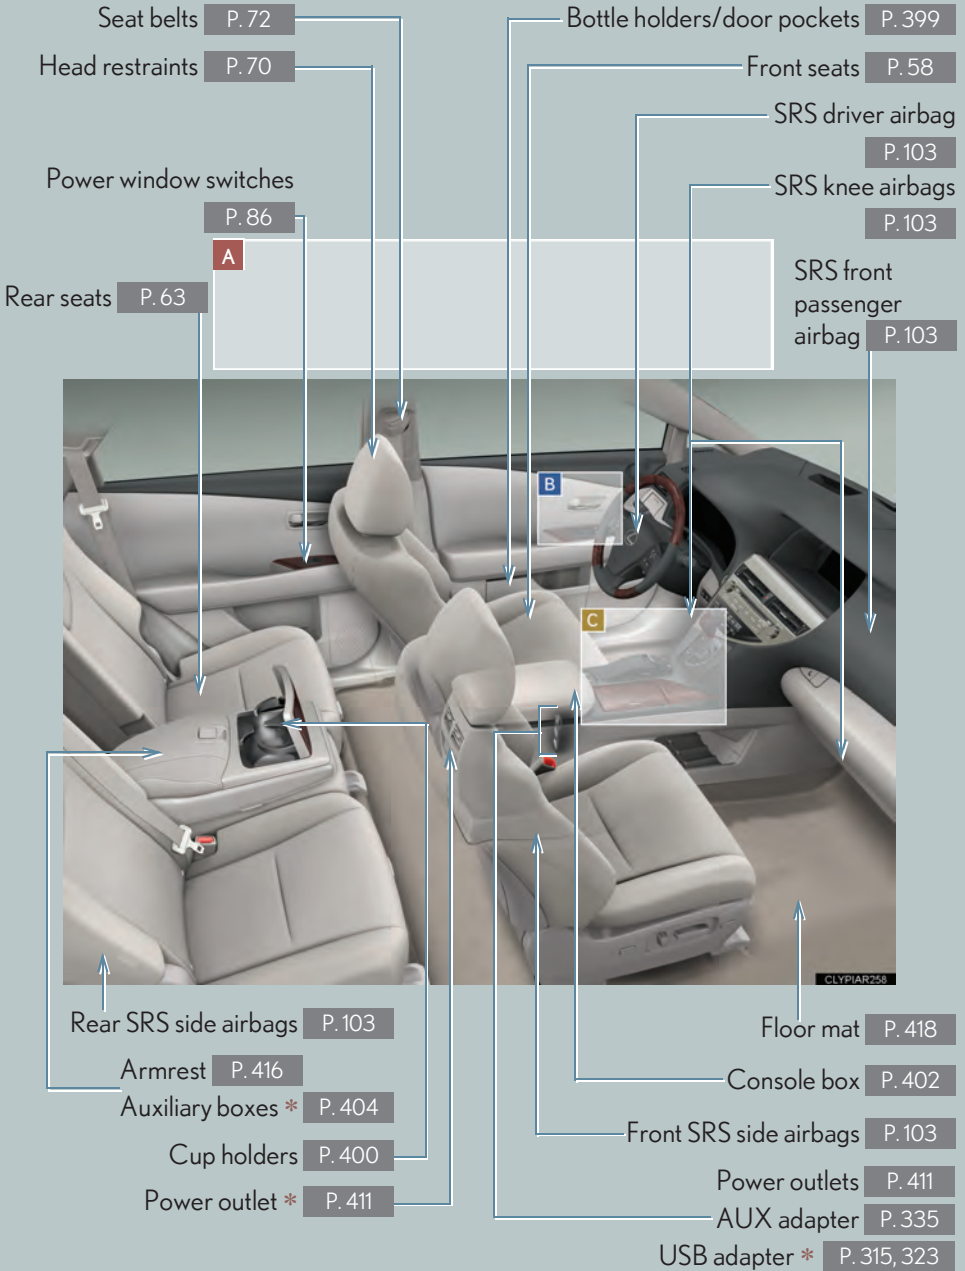 Seat belts P. 72
Head restraints P. 70
Power window switches
P. 86
Rear seats P. 63
Bottle holders/door pockets P. 399
Front seats P. 58
SRS driver airbag
P. 103
SRS knee airbags
P. 103
SRS front
passenger
airbag P. 103
A
B
C
CLYPIAR258
Rear SRS side airbags P. 103
Armrest P. 416
Auxiliary boxes * P. 404
Cup holders P. 400
Power outlet * P. 411
Floor mat P. 418
Console box P. 402
Front SRS side airbags P. 103
Power outlets P. 411
AUX adapter P. 335
USB adapter * P. 315, 323